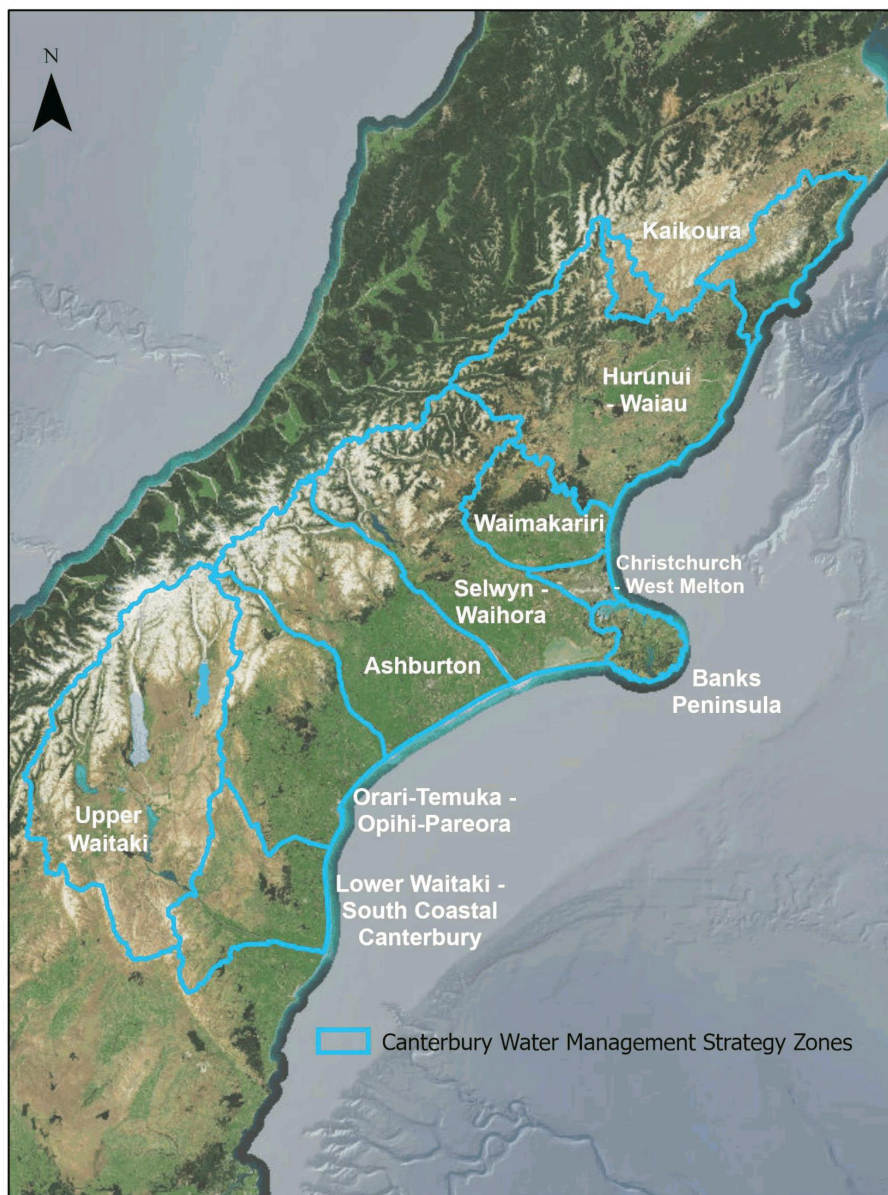 N
Kaikoura
Hurunui
- Waiau
Waimakariri
Christchurch
- West Melton
Selwyn -
Waihora
Ashburton
Banks
Peninsula
Orari-Temuka -
Opihi-Pareora
Upper
Waitaki
Lower Waitaki -
South Coastal
Canterbury
Canterbury Water Management Strategy Zones